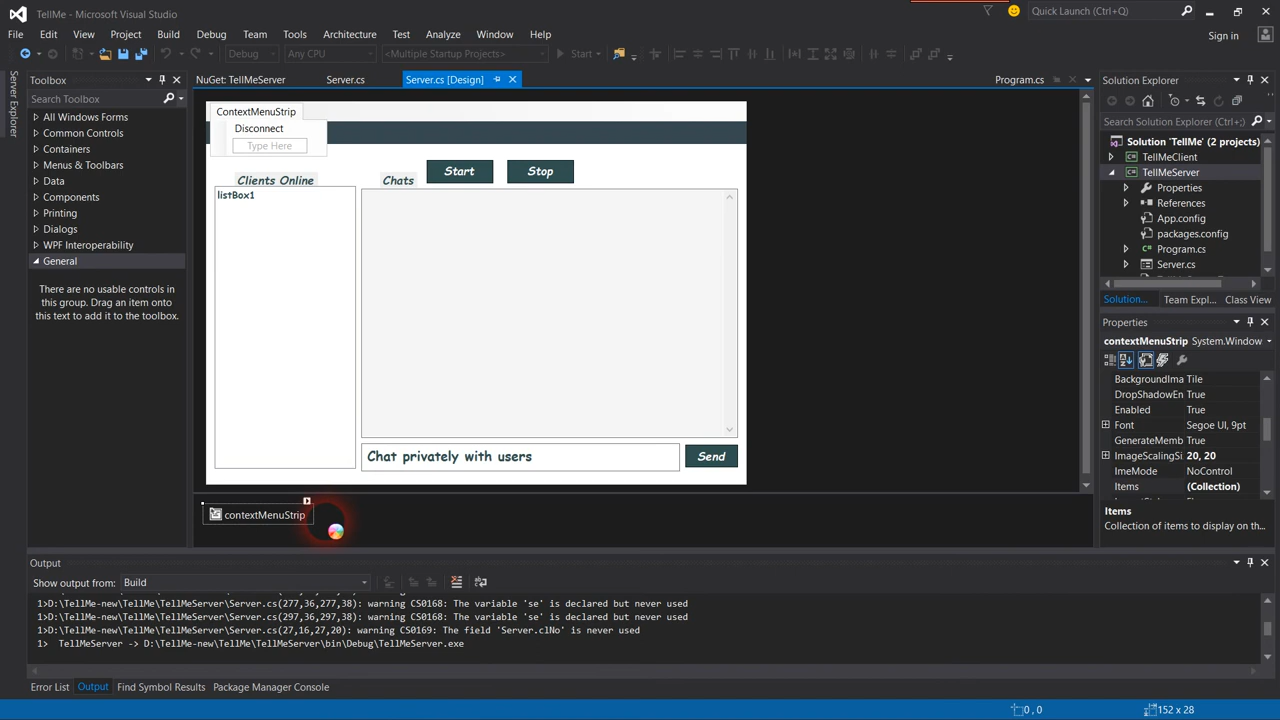 TellMe - Microsoft Visual Studio
Quick Launch (Ctrl+Q)
File Edit View Project Build Debug Team Tools Architecture Test Analyze Window Help
Sign in
Debug Any CPU <Multiple Startup Projects> Start
Server Explorer
Toolbox
Search Toolbox
All Windows Forms
Common Controls
Containers
Menus & Toolbars
Data
Components
Printing
Dialogs
WPF Interoperability
General
There are no usable controls in
this group. Drag an item onto
this text to add it to the toolbox.
NuGet: TellMeServer Server.cs Server.cs [Design] Program.cs
ContextMenuStrip
Disconnect
Type Here
Start Stop
Clients Online Chats
listBox1
Chat privately with users Send
contextMenuStrip
Solution Explorer
Search Solution Explorer (Ctrl+;)
Solution 'TellMe' (2 projects)
TellMeClient
TellMeServer
Properties
References
App.config
packages.config
Program.cs
Server.cs
Solution... Team Expl... Class View
Properties
contextMenuStrip System.Window
BackgroundIma Tile
DropShadowEn True
Enabled True
Font Segoe UI, 9pt
GenerateMemb True
ImageScalingSi 20, 20
ImeMode NoControl
Items (Collection)
Items
Collection of items to display on th...
Output
Show output from: Build
1>D:\TellMe-new\TellMe\TellMeServer\Server.cs(277,36,277,38): warning CS0168: The variable 'se' is declared but never used
1>D:\TellMe-new\TellMe\TellMeServer\Server.cs(297,36,297,38): warning CS0168: The variable 'se' is declared but never used
1>D:\TellMe-new\TellMe\TellMeServer\Server.cs(27,16,27,20): warning CS0169: The field 'Server.clNo' is never used
1> TellMeServer -> D:\TellMe-new\TellMe\TellMeServer\bin\Debug\TellMeServer.exe
Error List Output Find Symbol Results Package Manager Console
0 , 0 152 x 28